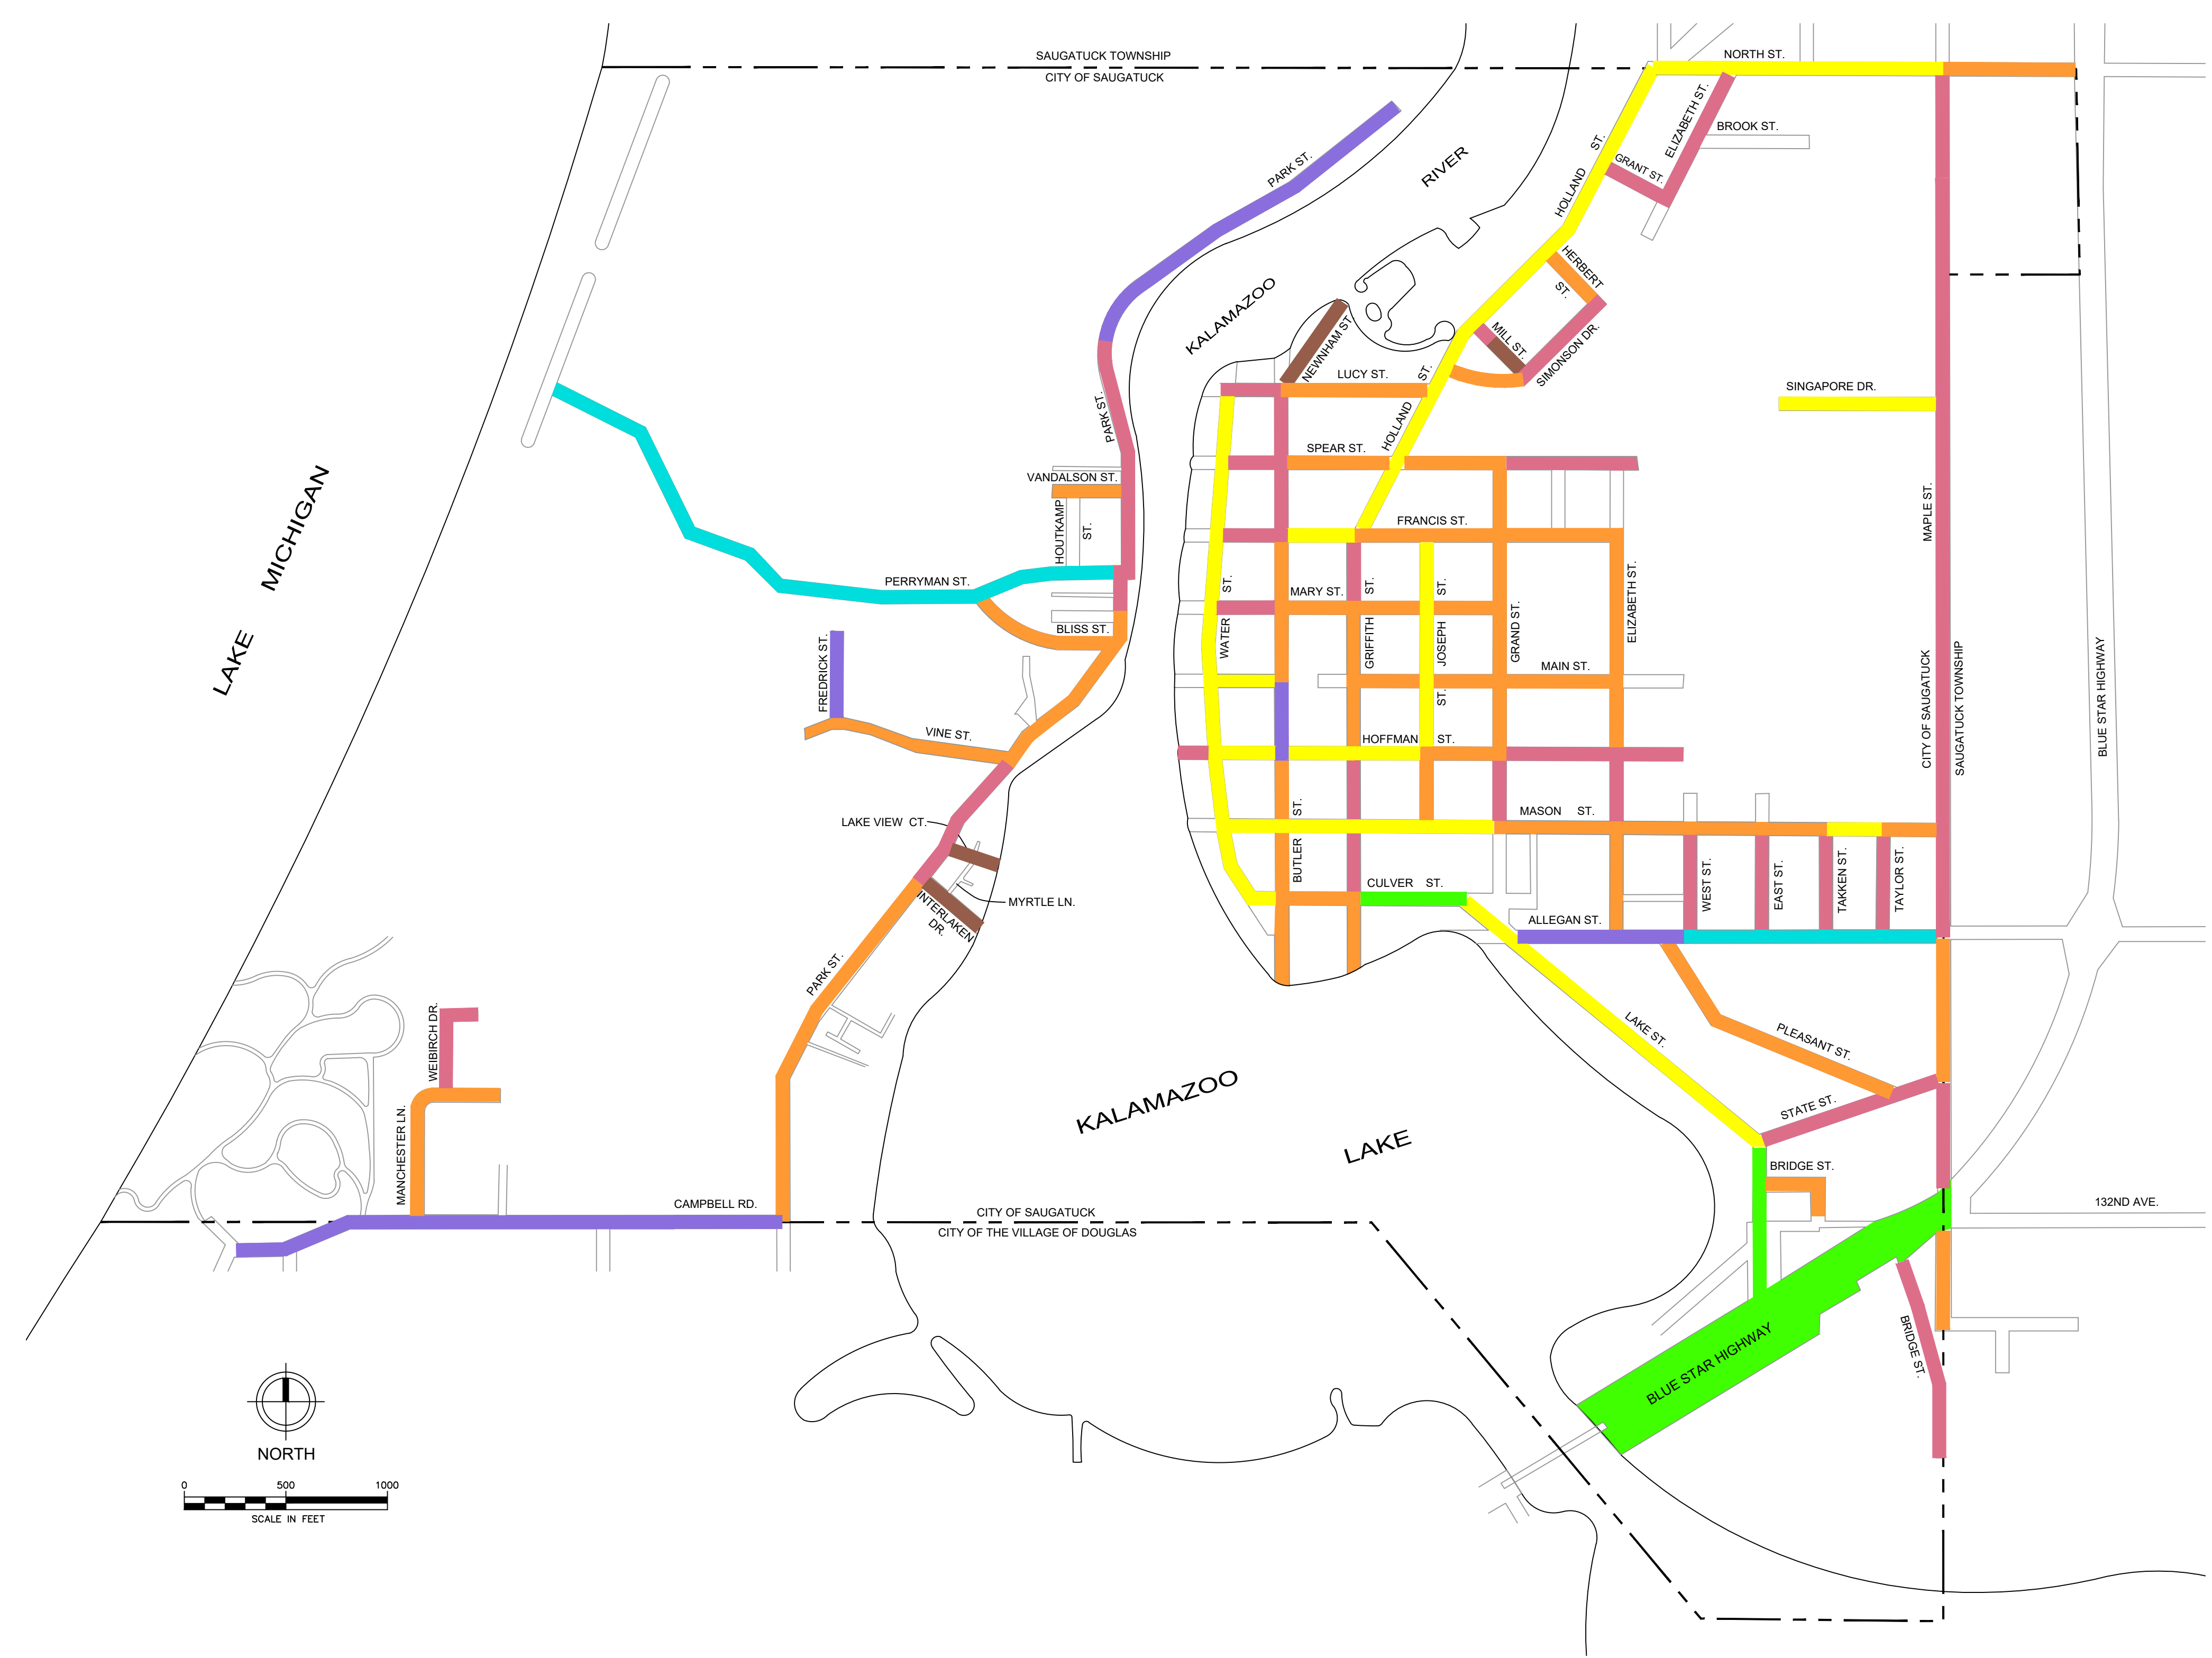 SAUGATUCK TOWNSHIP
CITY OF SAUGATUCK
NORTH ST.
ELIZABETH ST.
BROOK ST.
GRANT ST.
HOLLAND ST.
PARK ST.
RIVER
KALAMAZOO
HERBERT
ST.
MILL ST.
SIMONSON DR.
NEWNHAM ST
LUCY ST.
HOLLAND ST.
SINGAPORE DR.
PARK ST.
SPEAR ST.
VANDALSON ST.
HOUTKAMP
ST.
FRANCIS ST.
MAPLE ST.
LAKE MICHIGAN
PERRYMAN ST.
MARY ST.
WATER ST.
GRIFFITH ST.
JOSEPH ST.
ST.
GRAND ST.
ELIZABETH ST.
BLISS ST.
FREDRICK ST.
MAIN ST.
VINE ST.
HOFFMAN ST.
CITY OF SAUGATUCK
SAUGATUCK TOWNSHIP
BLUE STAR HIGHWAY
LAKE VIEW CT.
BUTLER ST.
MASON ST.
CULVER ST.
WEST ST.
EAST ST.
TAKKEN ST.
TAYLOR ST.
MYRTLE LN.
INTERLAKEN
DR.
ALLEGAN ST.
PARK ST.
LAKE ST.
PLEASANT ST.
WEIBIRCH DR.
MANCHESTER LN.
KALAMAZOO
LAKE
STATE ST.
BRIDGE ST.
CAMPBELL RD.
CITY OF SAUGATUCK
CITY OF THE VILLAGE OF DOUGLAS
132ND AVE.
BLUE STAR HIGHWAY
BRIDGE ST.
NORTH
0 500 1000
SCALE IN FEET